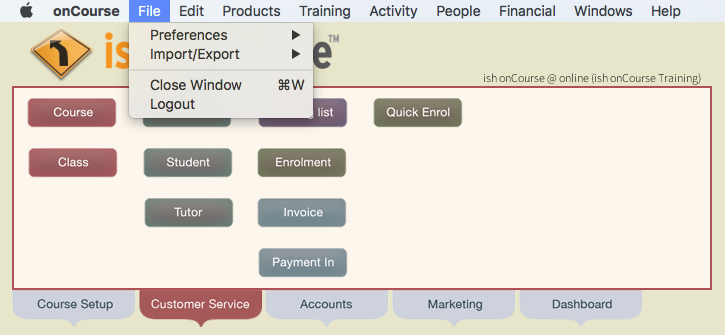 onCourse File Edit Products Training Activity People Financial Windows Help
Preferences
Import/Export
Close Window ⌘W
Logout
is e™
ish onCourse @ online (ish onCourse Training)
Course list Quick Enrol
Class Student Enrolment
Tutor Invoice
Payment In
Course Setup Customer Service Accounts Marketing Dashboard